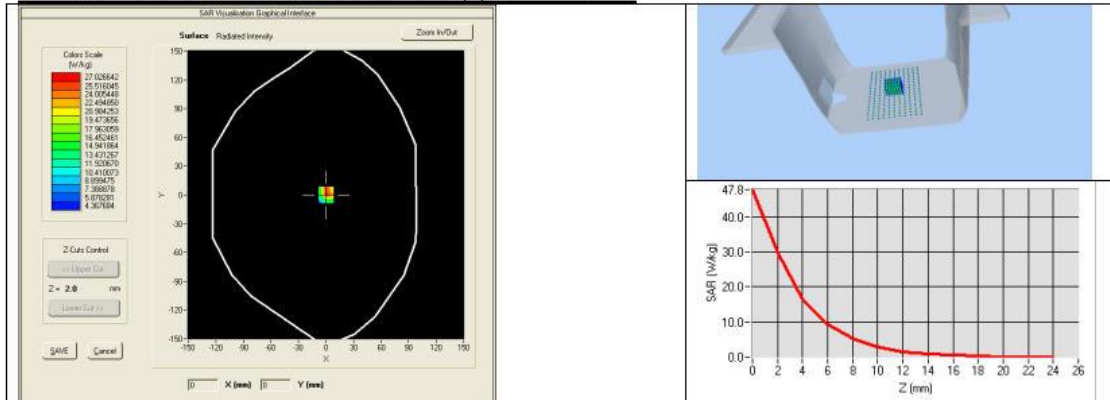 SAR Visualisation Graphical Interface
Surface Radiated Intensity
Zoom In/Out
Colors Scale
(W/kg)
27.026642
25.516045
24.005448
22.494850
20.984253
19.473656
17.963059
16.452461
14.941864
13.431267
11.920670
10.410073
8.899475
7.388878
5.878281
4.367684
150
120
90
60
30
0
-30
-60
-90
-120
-150
Y
-150 -120 -90 -60 -30 0 30 60 90 120 150
X
Z-Cuts Control
<< Upper Cut
Z = 2.0 mm
Lower Cut >>
SAVE Cancel
0 X (mm) 0 Y (mm)
47.8
40.0
30.0
20.0
10.0
0.0
SAR (W/kg)
0 2 4 6 8 10 12 14 16 18 20 22 24 26
Z (mm)